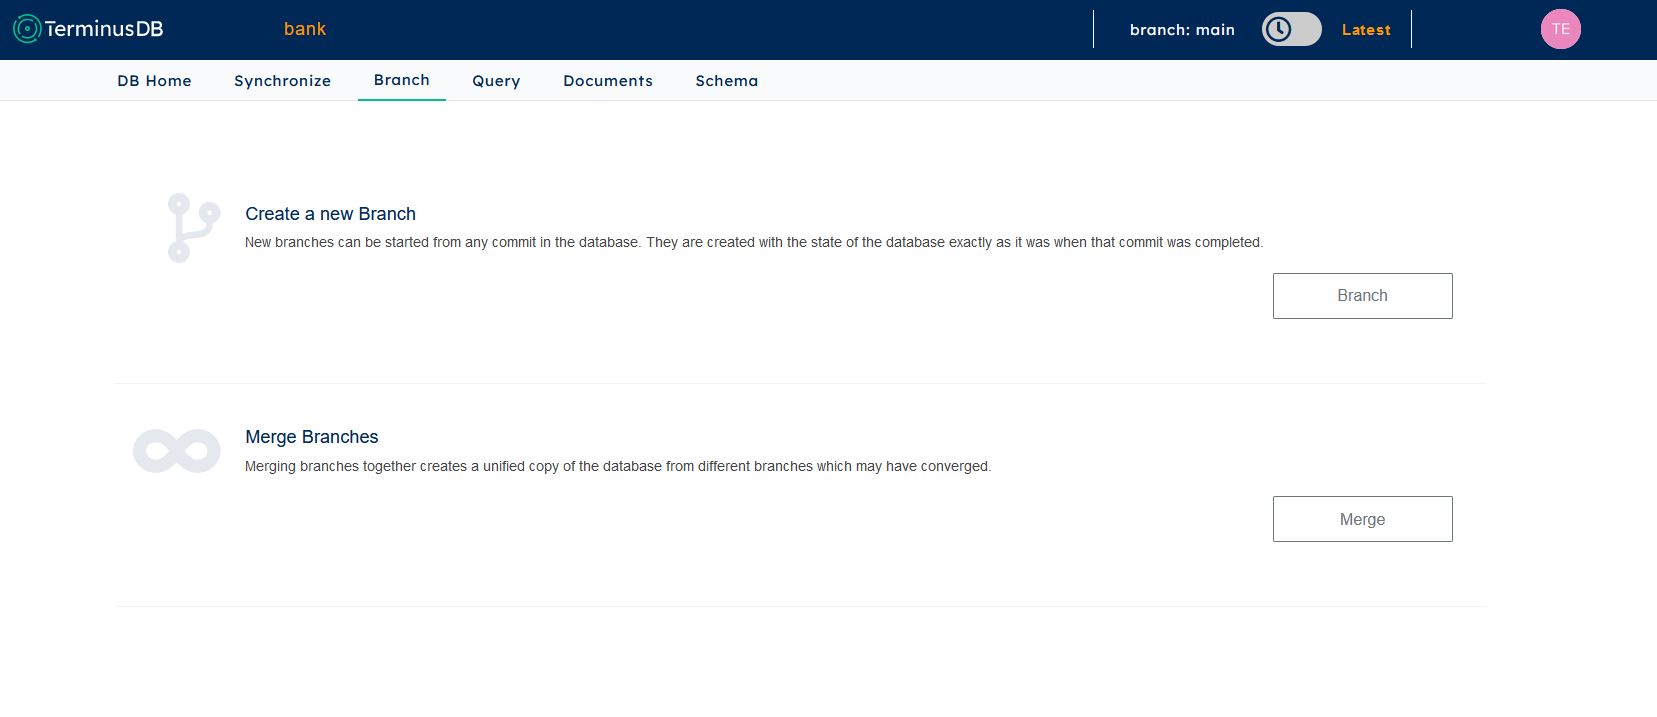 TerminusDB bank branch: main Latest TE
DB Home Synchronize Branch Query Documents Schema
Create a new Branch
New branches can be started from any commit in the database. They are created with the state of the database exactly as it was when that commit was completed.
Branch
Merge Branches
Merging branches together creates a unified copy of the database from different branches which may have converged.
Merge